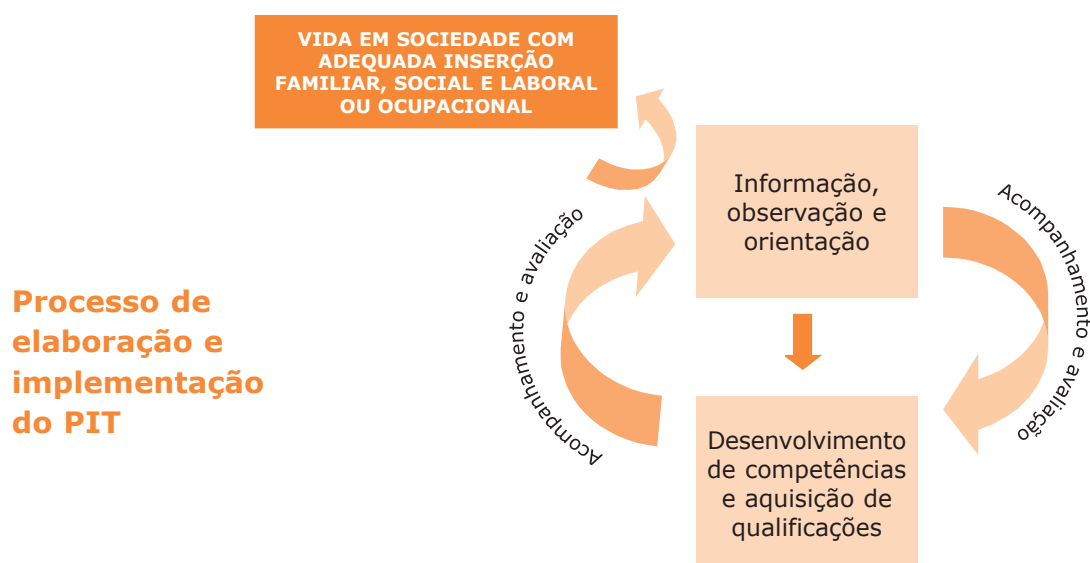 VIDA EM SOCIEDADE COM
ADEQUADA INSERÇÃO
FAMILIAR, SOCIAL E LABORAL
OU OCUPACIONAL
Informação,
observação e
orientação
Acompanhamento e avaliação
Acompanhamento e avaliação
Processo de
elaboração e
implementação
do PIT
Desenvolvimento
de competências
e aquisição de
qualificações